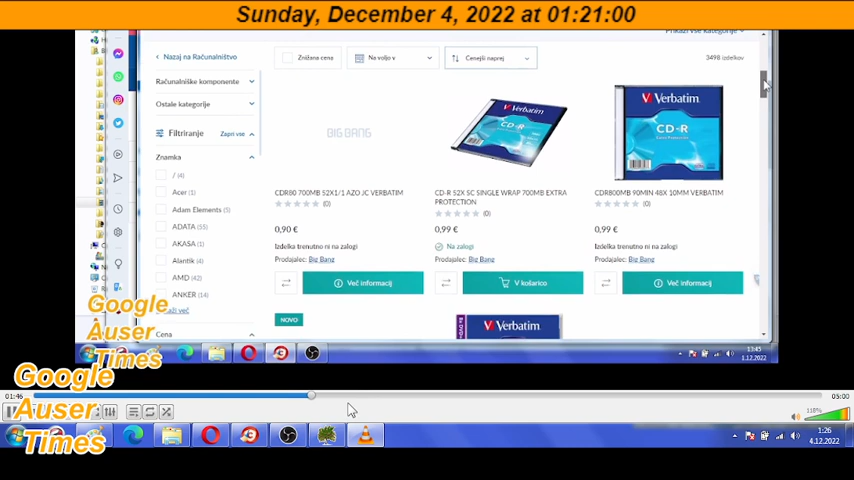 Sunday, December 4, 2022 at 01:21:00
Prikaži vse kategorije
Nazaj na Računalništvo
Znižana cena
Na voljo v
Cenejši naprej
3498 izdelkov
Računalniške komponente
Ostale kategorije
Filtriranje
Zapri vse
Znamka
/ (4)
Acer (1)
Adam Elements (5)
ADATA (55)
AKASA (1)
Alantik (4)
AMD (42)
ANKER (14)
Cena
BIG BANG
Verbatim
CD-R
Verbatim
CD-R
CDR80 700MB 52X1/1 AZO JC VERBATIM
(0)
0,90 €
Izdelka trenutno ni na zalogi
Prodajalec: Big Bang
Več informacij
CD-R 52X SC SINGLE WRAP 700MB EXTRA
PROTECTION
(0)
0,99 €
Na zalogi
Prodajalec: Big Bang
V košarico
CDR800MB 90MIN 48X 10MM VERBATIM
(0)
0,99 €
Izdelka trenutno ni na zalogi
Prodajalec: Big Bang
Več informacij
NOVO
Verbatim
Google
Auser
Times
13:45
1.12.2022
Google
Auser
Times
01:46
05:00
118%
1:26
4.12.2022